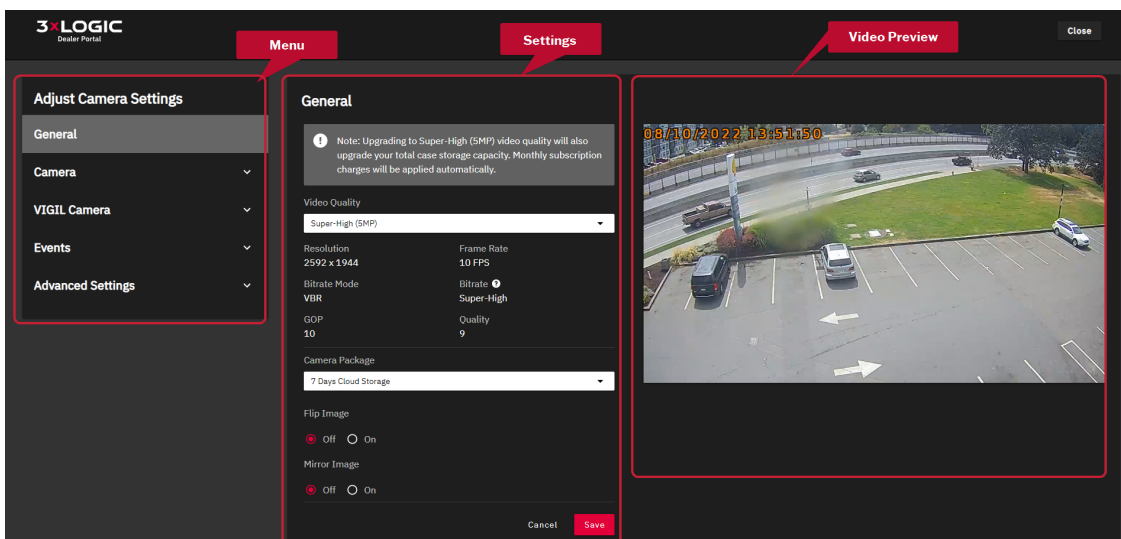 3×LOGIC
Dealer Portal
Menu
Settings
Video Preview
Close
Adjust Camera Settings
General
Camera
VIGIL Camera
Events
Advanced Settings
General
! Note: Upgrading to Super-High (5MP) video quality will also
upgrade your total case storage capacity. Monthly subscription
charges will be applied automatically.
Video Quality
Super-High (5MP)
Resolution
2592 x 1944
Frame Rate
10 FPS
Bitrate Mode
VBR
Bitrate ?
Super-High
GOP
10
Quality
9
Camera Package
7 Days Cloud Storage
Flip Image
Off On
Mirror Image
Off On
Cancel Save
08/10/2022 13:51:50